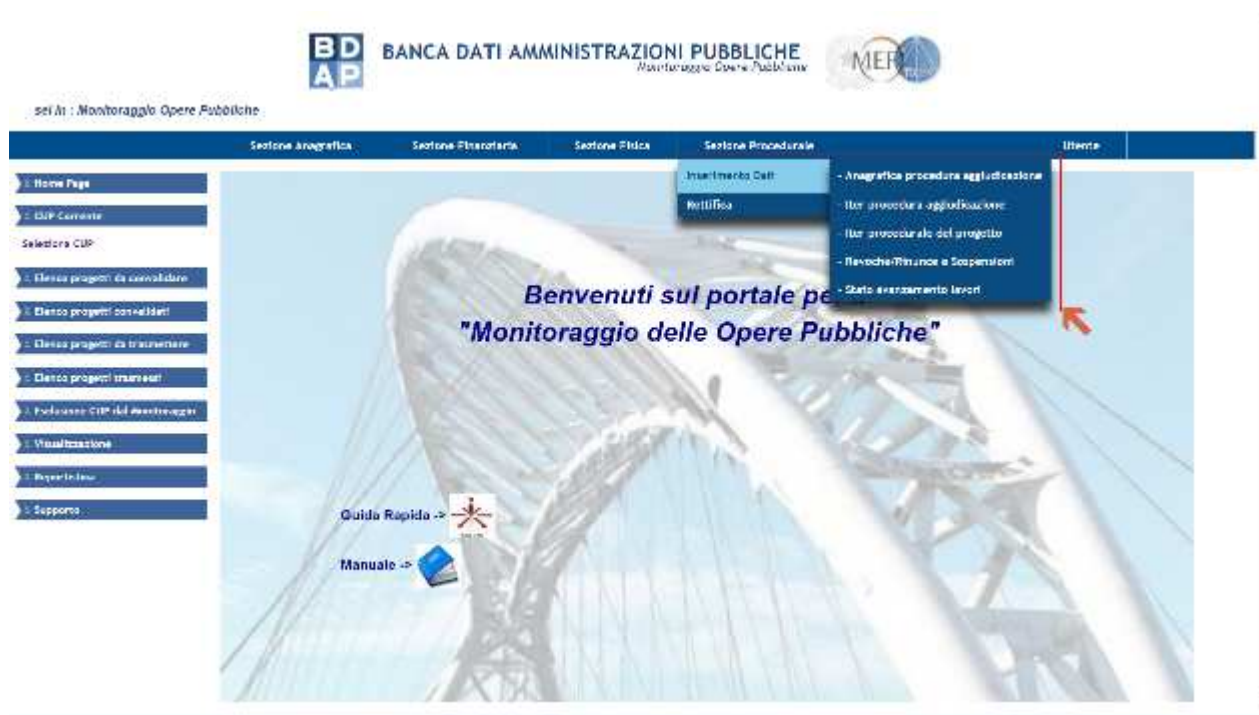 BD
AP
BANCA DATI AMMINISTRAZIONI PUBBLICHE
Monitoraggio Opere Pubbliche
MEF
sei in : Monitoraggio Opere Pubbliche
Sezione Anagrafica Sezione Finanziaria Sezione Fisica Sezione Procedurale Utente
Inserimento Dati
Rettifica
- Anagrafica procedura aggiudicazione
- Iter procedura aggiudicazione
- Iter procedurale del progetto
- Revoche/Rinunce e Sospensioni
- Stato avanzamento lavori
: Home Page
: CUP Corrente
Seleziona CUP
: Elenco progetti da convalidare
: Elenco progetti convalidati
: Elenco progetti da trasmettere
: Elenco progetti trasmessi
: Esclusione CUP dal Monitoraggio
: Visualizzazione
: Reportistica
: Supporto
Benvenuti sul portale pe
"Monitoraggio delle Opere Pubbliche"
Guida Rapida ->
Manuale ->